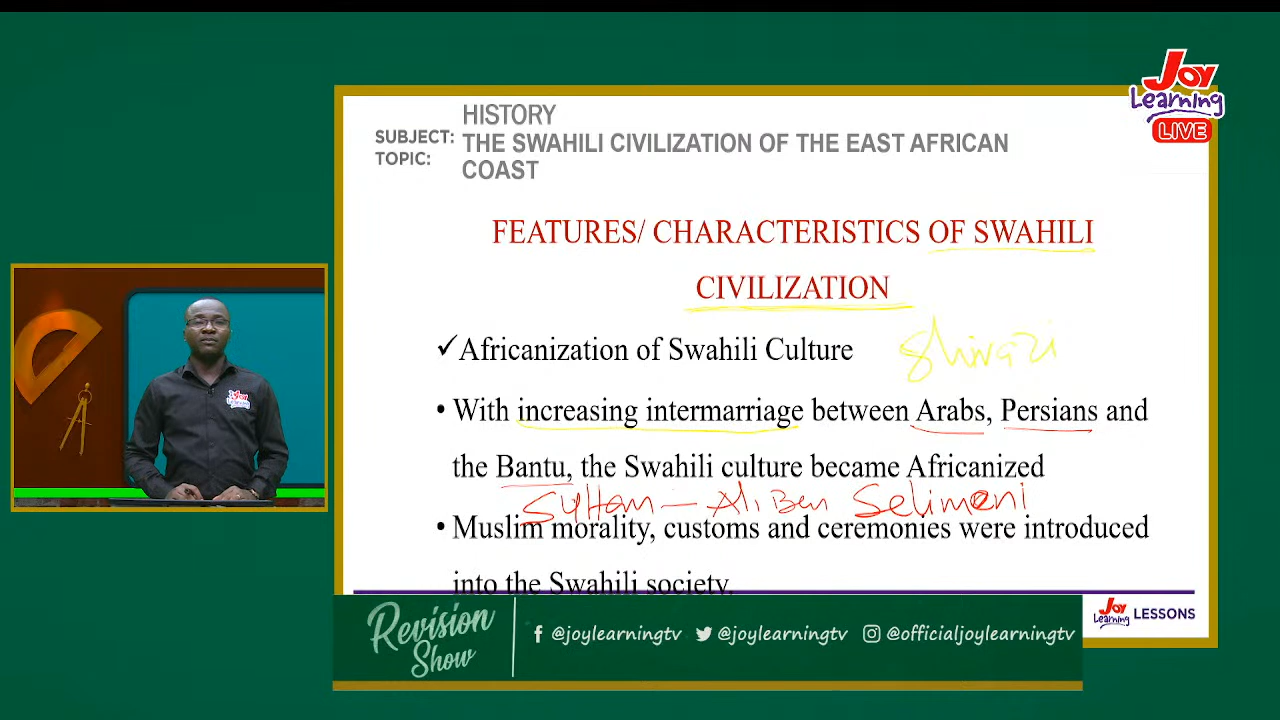 Joy
Learning
LIVE
HISTORY
SUBJECT: THE SWAHILI CIVILIZATION OF THE EAST AFRICAN
TOPIC: COAST
FEATURES/ CHARACTERISTICS OF SWAHILI
CIVILIZATION
✓Africanization of Swahili Culture
Shirazi
• With increasing intermarriage between Arabs, Persians and
the Bantu, the Swahili culture became Africanized
Sultan - Ali Ben Selimeni
• Muslim morality, customs and ceremonies were introduced
into the Swahili society.
Revision
Show
@joylearningtv @joylearningtv @officialjoylearningtv
Joy
Learning LESSONS